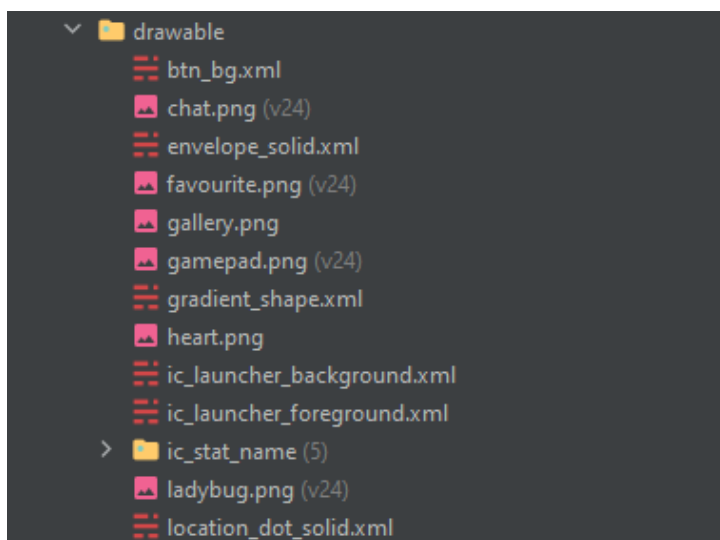 drawable
btn_bg.xml
chat.png (v24)
envelope_solid.xml
favourite.png (v24)
gallery.png
gamepad.png (v24)
gradient_shape.xml
heart.png
ic_launcher_background.xml
ic_launcher_foreground.xml
ic_stat_name (5)
ladybug.png (v24)
location_dot_solid.xml